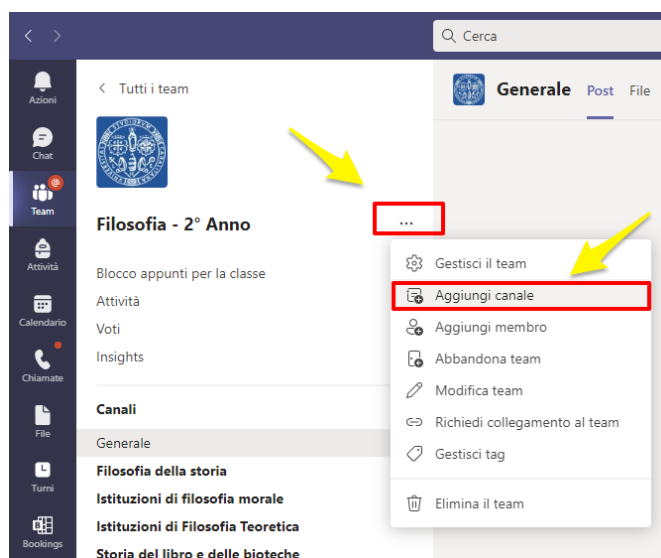 Cerca
Azioni
Chat
Team
Attività
Calendario
Chiamate
File
Turni
Bookings
Tutti i team
Filosofia - 2° Anno
...
Blocco appunti per la classe
Attività
Voti
Insights
Canali
Generale
Filosofia della storia
Istituzioni di filosofia morale
Istituzioni di Filosofia Teoretica
Storia del libro e delle bioteche
Generale Post File
Gestisci il team
Aggiungi canale
Aggiungi membro
Abbandona team
Modifica team
Richiedi collegamento al team
Gestisci tag
Elimina il team